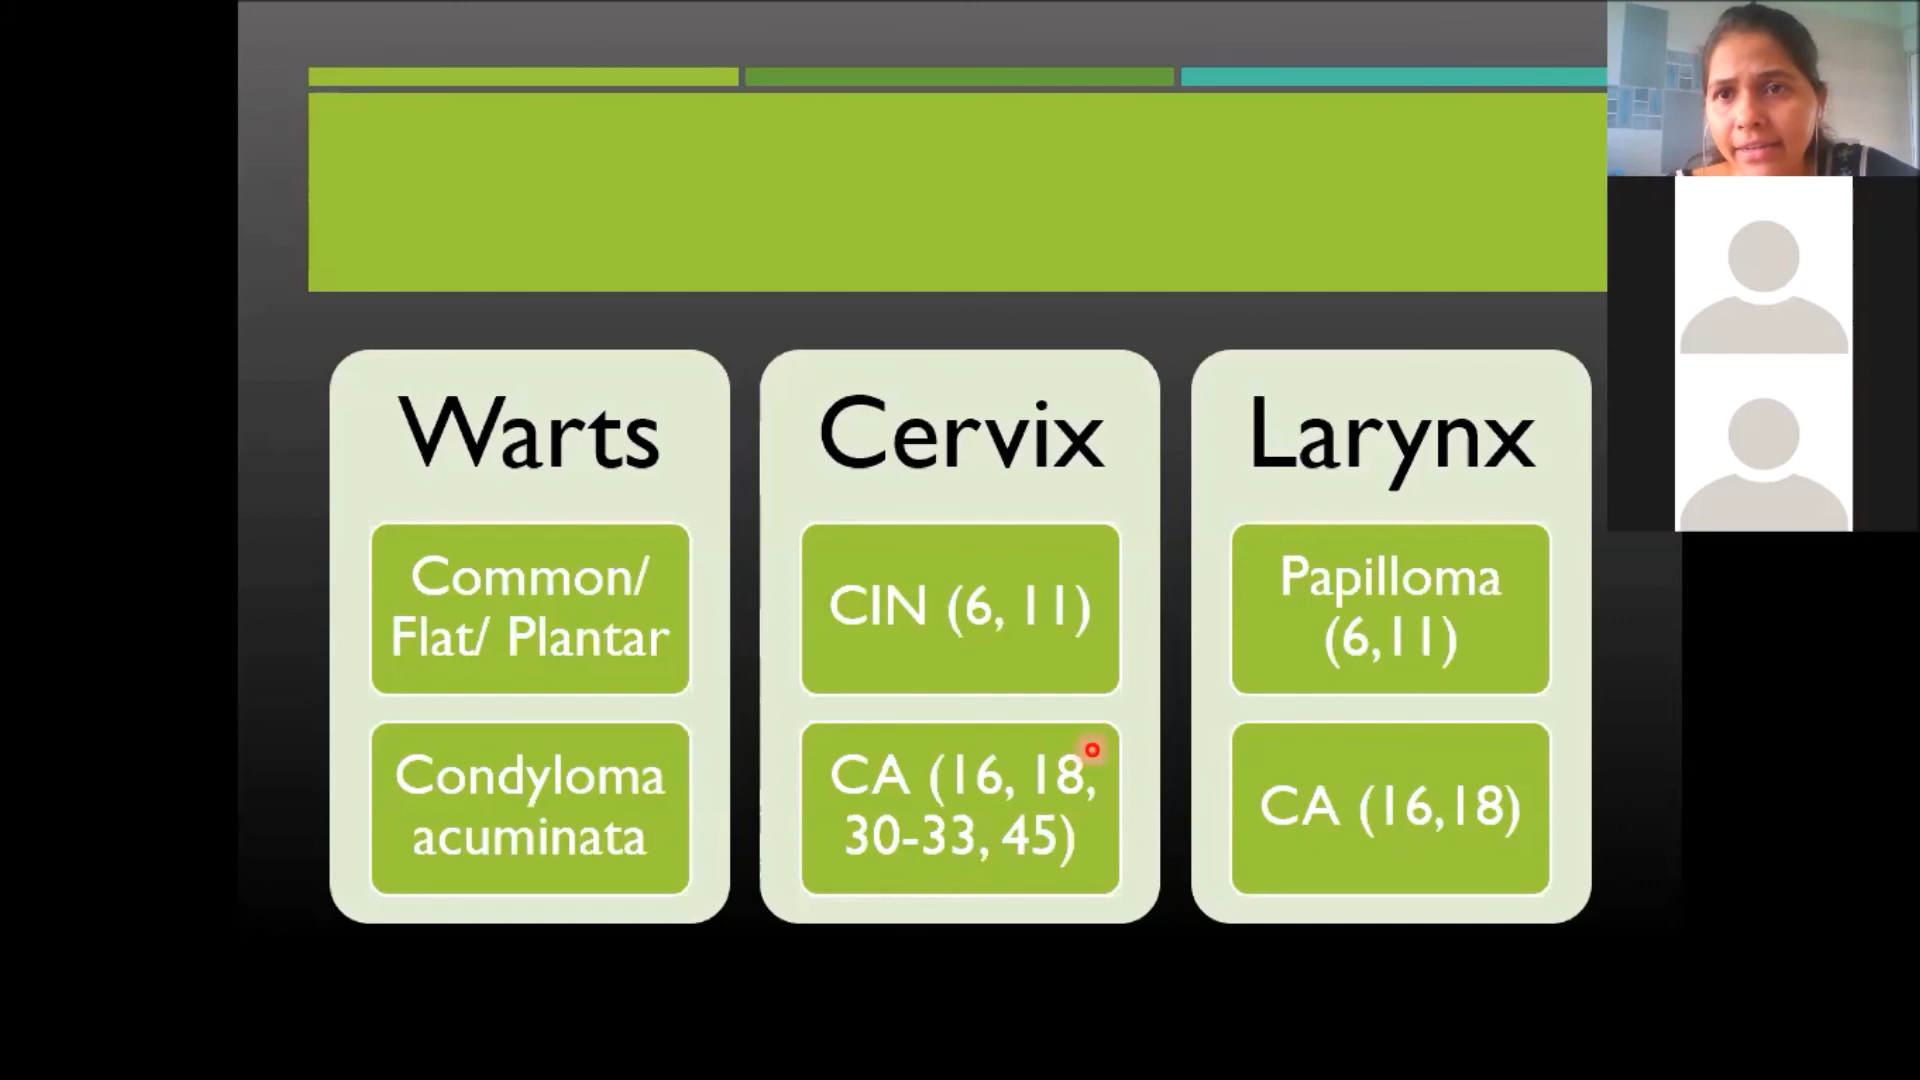 Warts
Common/
Flat/ Plantar
Condyloma
acuminata
Cervix
CIN (6, 11)
CA (16, 18,
30-33, 45)
Larynx
Papilloma
(6,11)
CA (16,18)